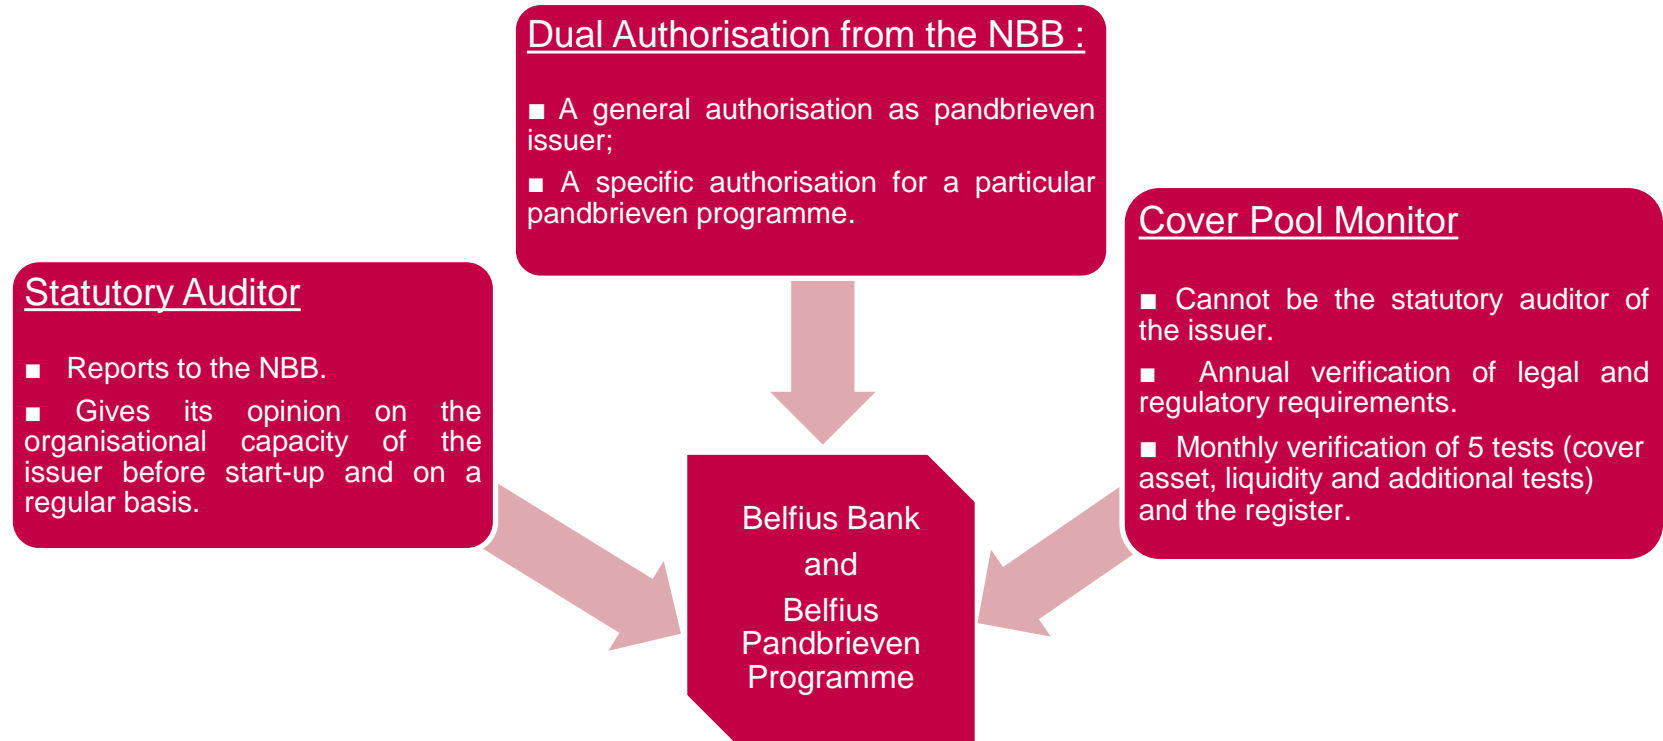 Dual Authorisation from the NBB :
■ A general authorisation as pandbrieven
issuer;
■ A specific authorisation for a particular
pandbrieven programme.
Statutory Auditor
■ Reports to the NBB.
■ Gives its opinion on the
organisational capacity of the
issuer before start-up and on a
regular basis.
Cover Pool Monitor
■ Cannot be the statutory auditor of
the issuer.
■ Annual verification of legal and
regulatory requirements.
■ Monthly verification of 5 tests (cover
asset, liquidity and additional tests)
and the register.
Belfius Bank
and
Belfius
Pandbrieven
Programme